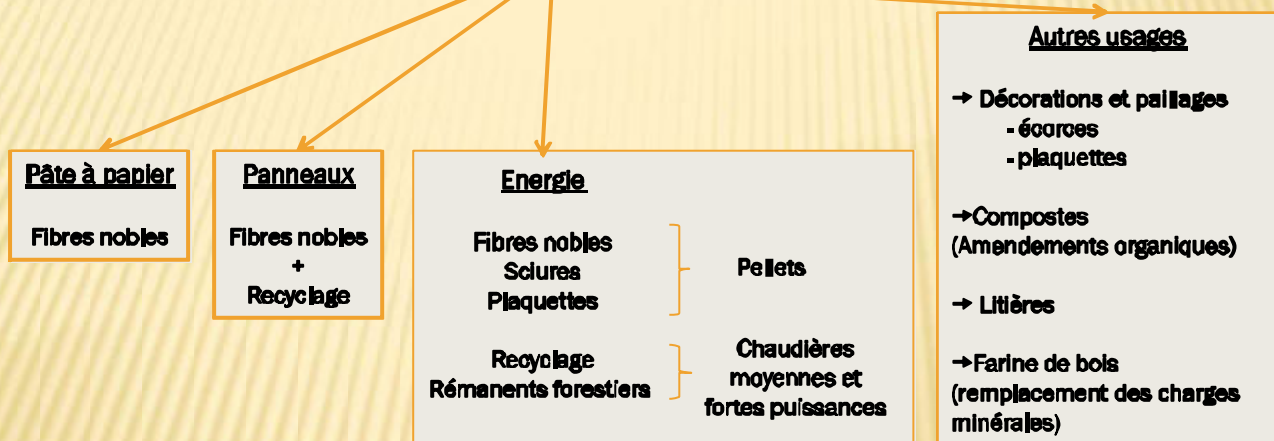 Pâte à papier
Fibres nobles
Panneaux
Fibres nobles
+
Recyclage
Energie
Fibres nobles
Sciures
Plaquettes
Pellets
Recyclage
Rémanents forestiers
Chaudières
moyennes et
fortes puissances
Autres usages
→ Décorations et paillages
- écorces
- plaquettes
→Compostes
(Amendements organiques)
→ Litières
→Farine de bois
(remplacement des charges
minérales)